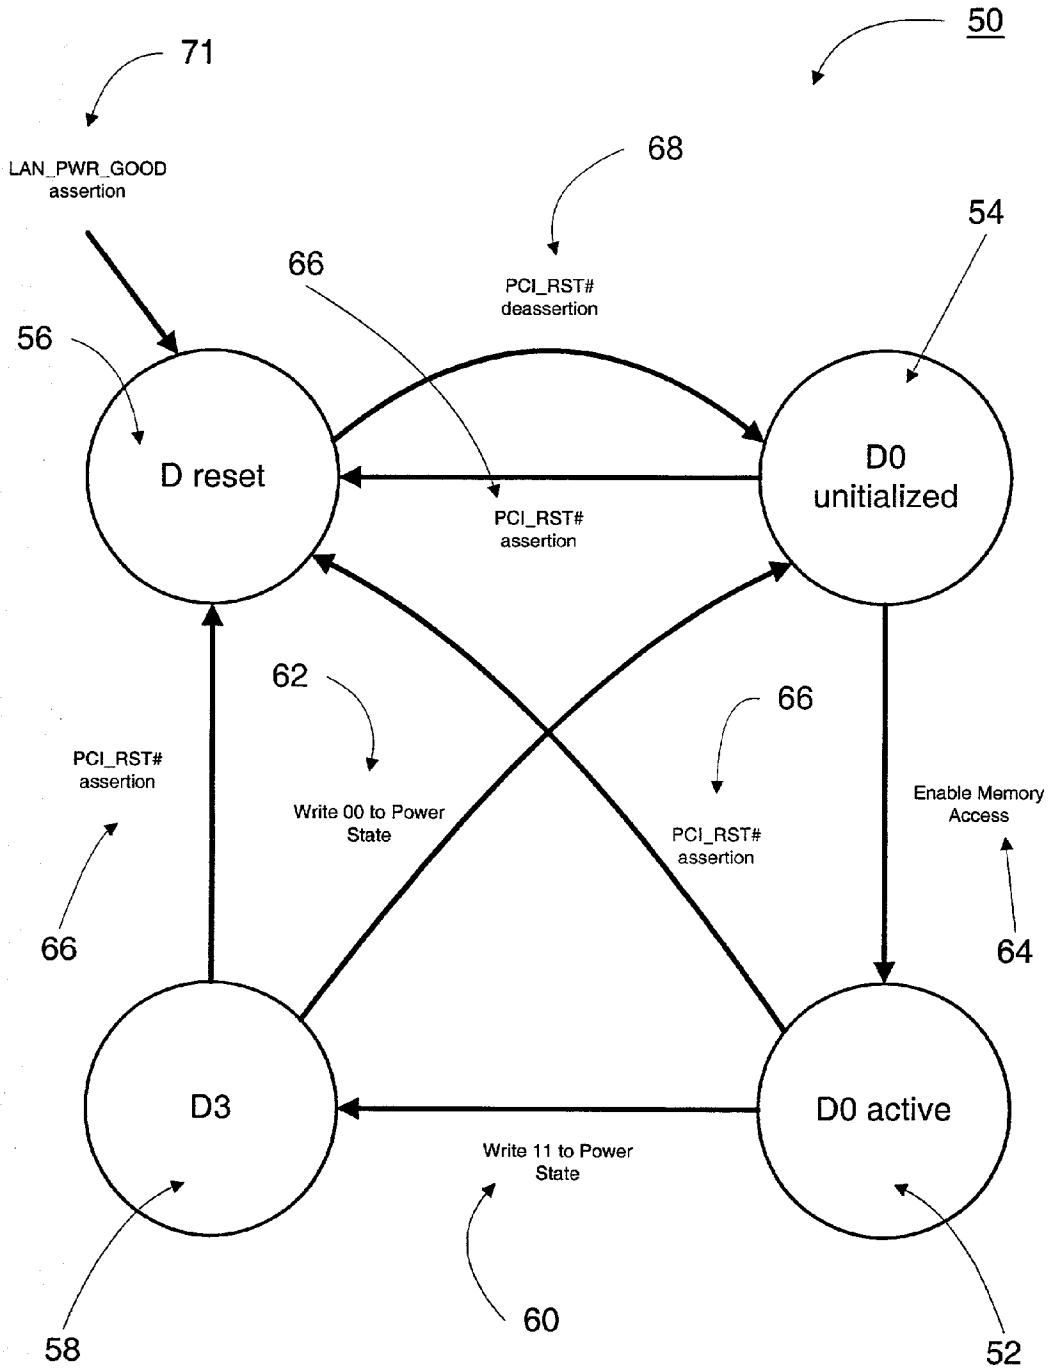 50
71
LAN_PWR_GOOD
assertion
68
54
66
PCI_RST#
deassertion
56
D reset
D0
unitialized
PCI_RST#
assertion
62
66
PCI_RST#
assertion
Write 00 to Power
State
PCI_RST#
assertion
Enable Memory
Access
66
64
D3
D0 active
Write 11 to Power
State
60
58
52